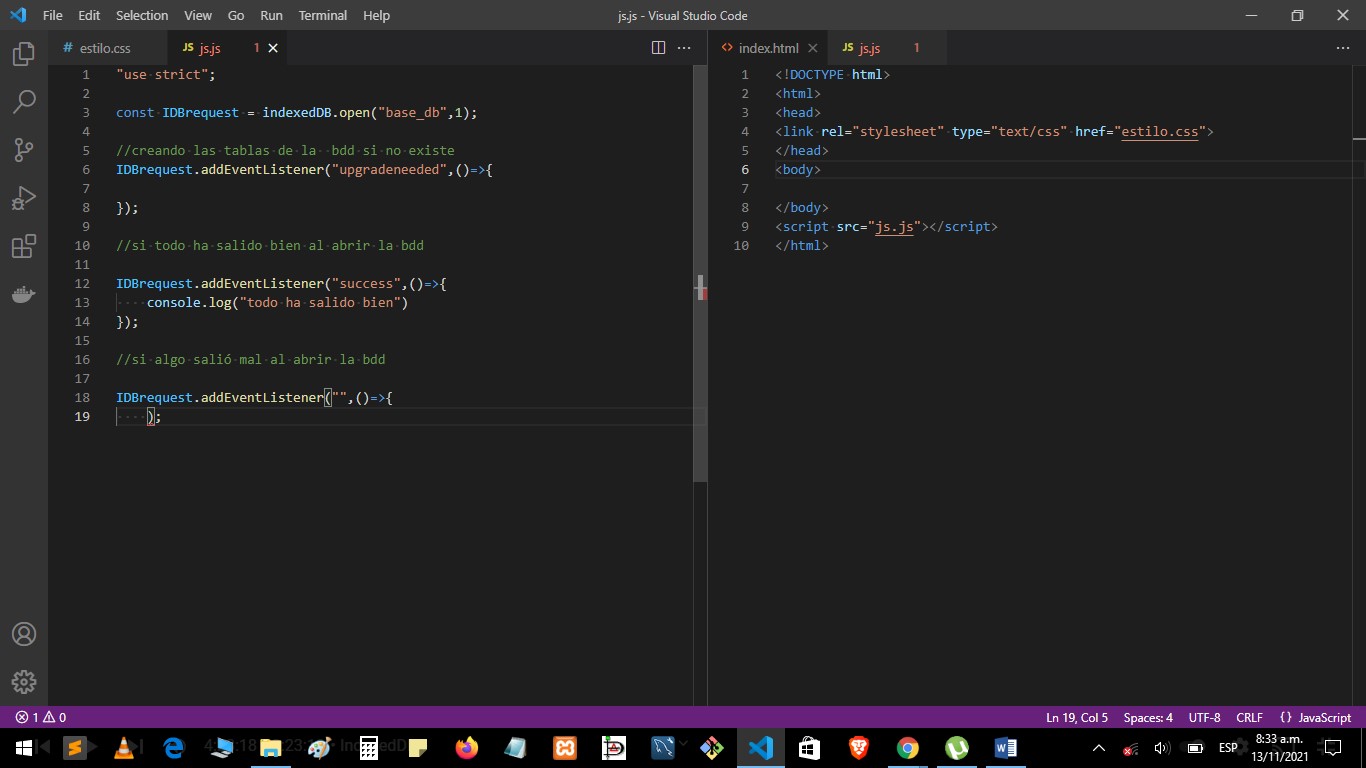 File Edit Selection View Go Run Terminal Help
js.js - Visual Studio Code
# estilo.css
JS js.js 1
1 "use strict";
2
3 const IDBrequest = indexedDB.open("base_db",1);
4
5 //creando las tablas de la  bdd si no existe
6 IDBrequest.addEventListener("upgradeneeded",()=>{
7
8 });
9
10 //si todo ha salido bien al abrir la bdd
11
12 IDBrequest.addEventListener("success",()=>{
13     console.log("todo ha salido bien")
14 });
15
16 //si algo salió mal al abrir la bdd
17
18 IDBrequest.addEventListener("",()=>{
19     );
<> index.html
JS js.js 1
1 <!DOCTYPE html>
2 <html>
3 <head>
4 <link rel="stylesheet" type="text/css" href="estilo.css">
5 </head>
6 <body>
7
8 </body>
9 <script src="js.js"></script>
10 </html>
1 0
Ln 19, Col 5 Spaces: 4 UTF-8 CRLF {} JavaScript
ESP
8:33 a.m.
13/11/2021